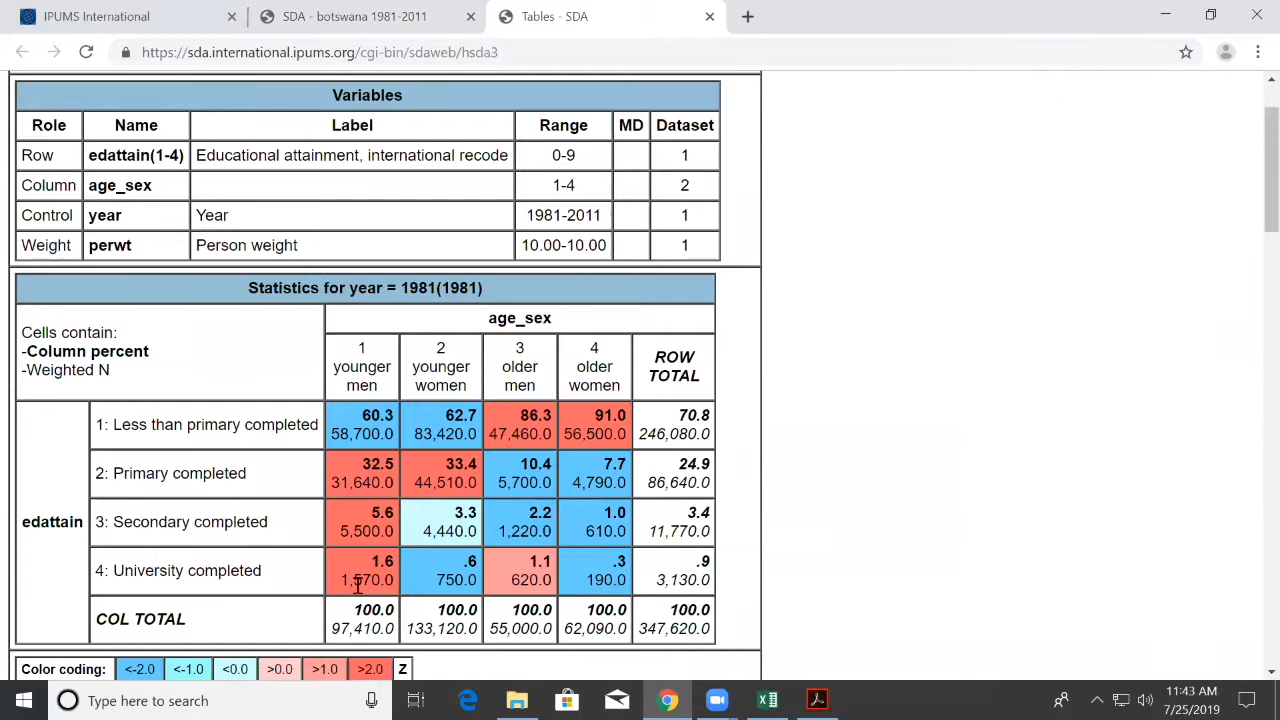 IPUMS International
SDA - botswana 1981-2011
Tables - SDA
https://sda.international.ipums.org/cgi-bin/sdaweb/hsda3
Variables
Role Name Label Range MD Dataset
Row edattain(1-4) Educational attainment, international recode 0-9 1
Column age_sex 1-4 2
Control year Year 1981-2011 1
Weight perwt Person weight 10.00-10.00 1
Statistics for year = 1981(1981)
Cells contain:
-Column percent
-Weighted N
age_sex
1 2 3 4 ROW
younger younger older older TOTAL
men women men women
edattain
1: Less than primary completed 60.3 62.7 86.3 91.0 70.8
58,700.0 83,420.0 47,460.0 56,500.0 246,080.0
2: Primary completed 32.5 33.4 10.4 7.7 24.9
31,640.0 44,510.0 5,700.0 4,790.0 86,640.0
3: Secondary completed 5.6 3.3 2.2 1.0 3.4
5,500.0 4,440.0 1,220.0 610.0 11,770.0
4: University completed 1.6 .6 1.1 .3 .9
1,570.0 750.0 620.0 190.0 3,130.0
COL TOTAL 100.0 100.0 100.0 100.0 100.0
97,410.0 133,120.0 55,000.0 62,090.0 347,620.0
Color coding: <-2.0 <-1.0 <0.0 >0.0 >1.0 >2.0 Z
Type here to search
11:43 AM
7/25/2019